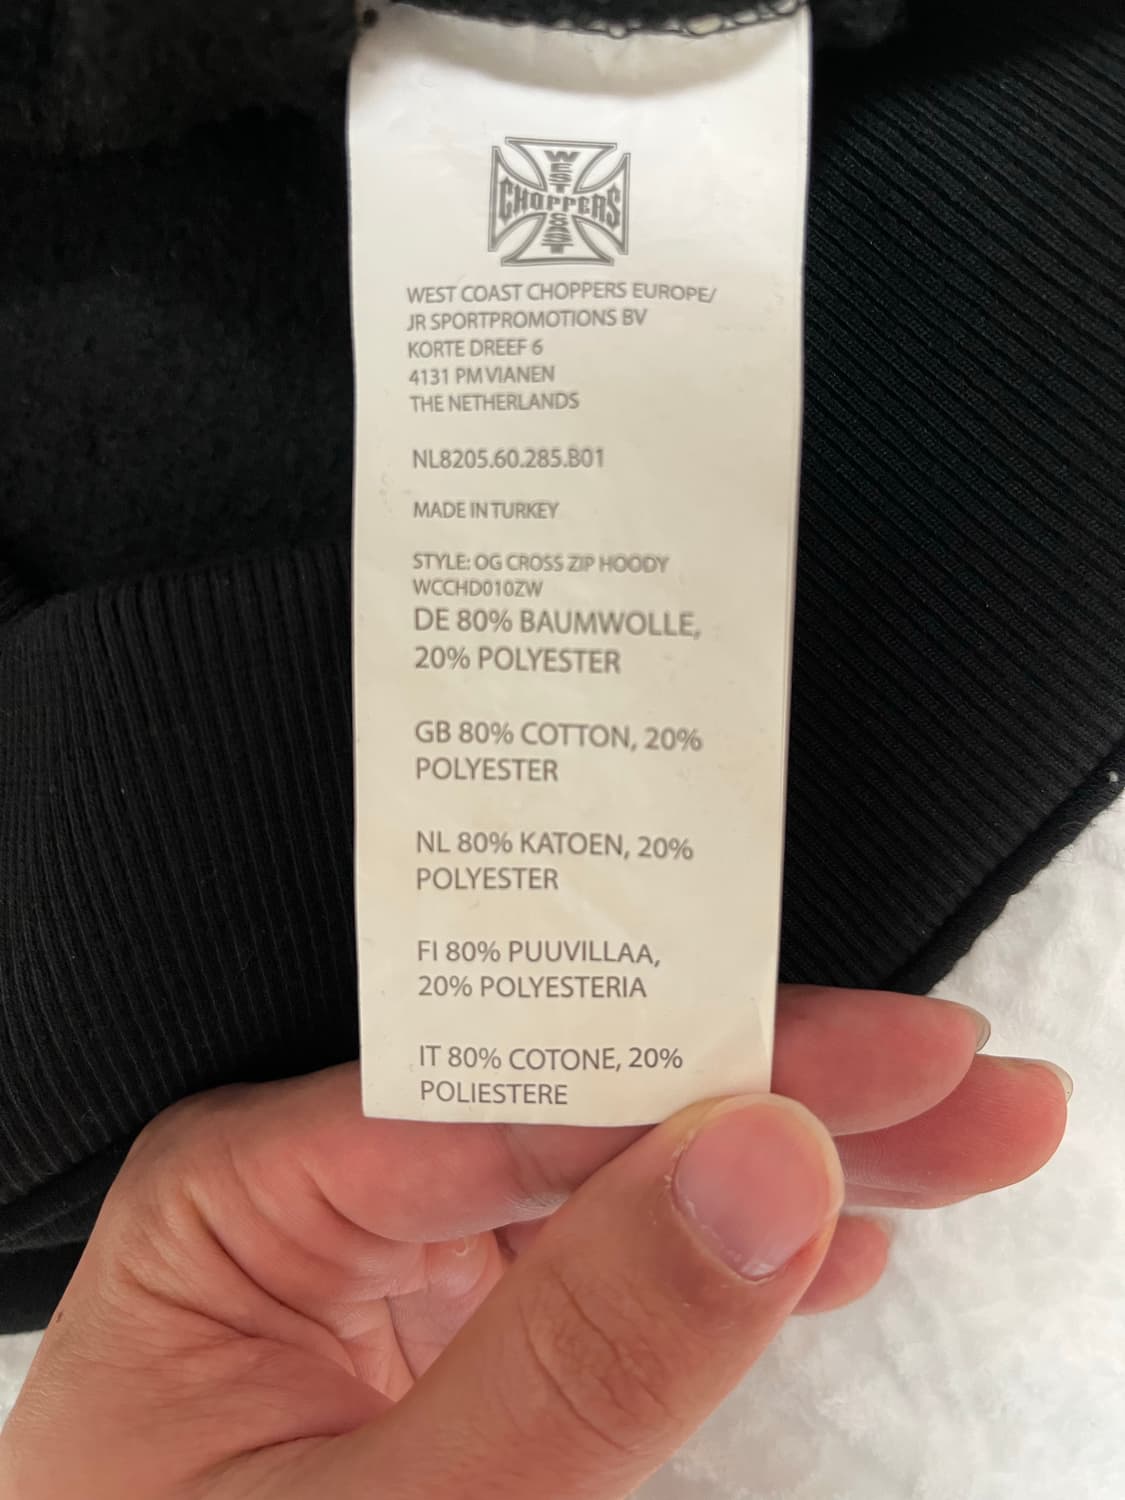 WEST
CHOPPERS
COAST
WEST COAST CHOPPERS EUROPE/
JR SPORTPROMOTIONS BV
KORTE DREEF 6
4131 PM VIANEN
THE NETHERLANDS
NL8205.60.285.B01
MADE IN TURKEY
STYLE: OG CROSS ZIP HOODY
WCCHD010ZW
DE 80% BAUMWOLLE,
20% POLYESTER
GB 80% COTTON, 20%
POLYESTER
NL 80% KATOEN, 20%
POLYESTER
FI 80% PUUVILLAA,
20% POLYESTERIA
IT 80% COTONE, 20%
POLIESTERE